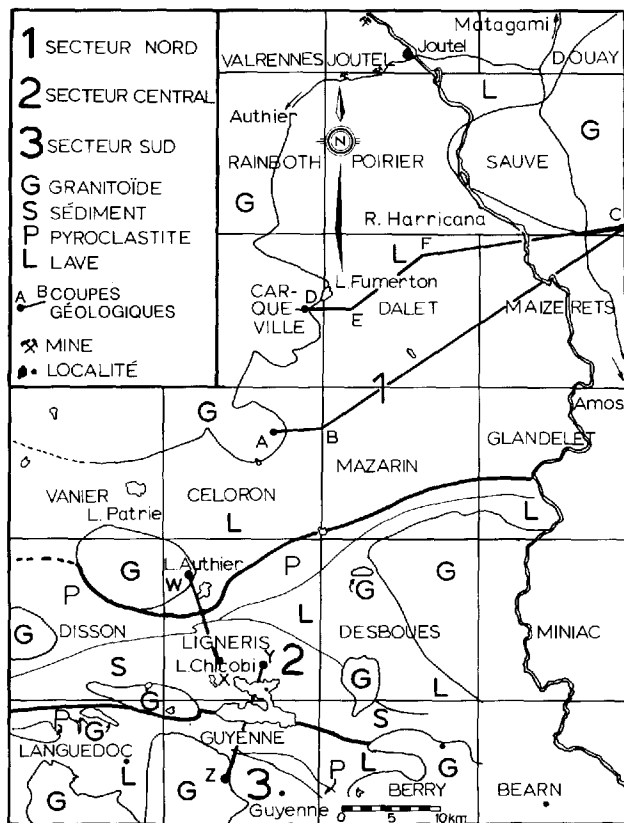 1 SECTEUR NORD
2 SECTEUR CENTRAL
3 SECTEUR SUD
G GRANITOÏDE
S SÉDIMENT
P PYROCLASTITE
L LAVE
A B COUPES
GÉOLOGIQUES
MINE
LOCALITÉ
Matagami
Joutel
VALRENNES JOUTEL DOUAY
L
Authier
G
N
RAINBOTH POIRIER SAUVE
G
R. Harricana
C
L F
L. Fumerton
CAR-
QUE
VILLE
D
E
DALET
MAIZERETS
1
Amos
G
A B
GLANDELET
MAZARIN
VANIER CELORON
L. Patrie
L
L
L. Authier
W
G
P
P
G
G
L
DISSON
G
LIGNERIS
DESBOUES
MINIAC
S
L. Chicobi
X
Y
2
G
L
G
S
P G
GUYENNE
LANGUEDOC
L
L
G
P
BERRY
BEARN
G
G
Z
3
Guyenne
0 5 10km